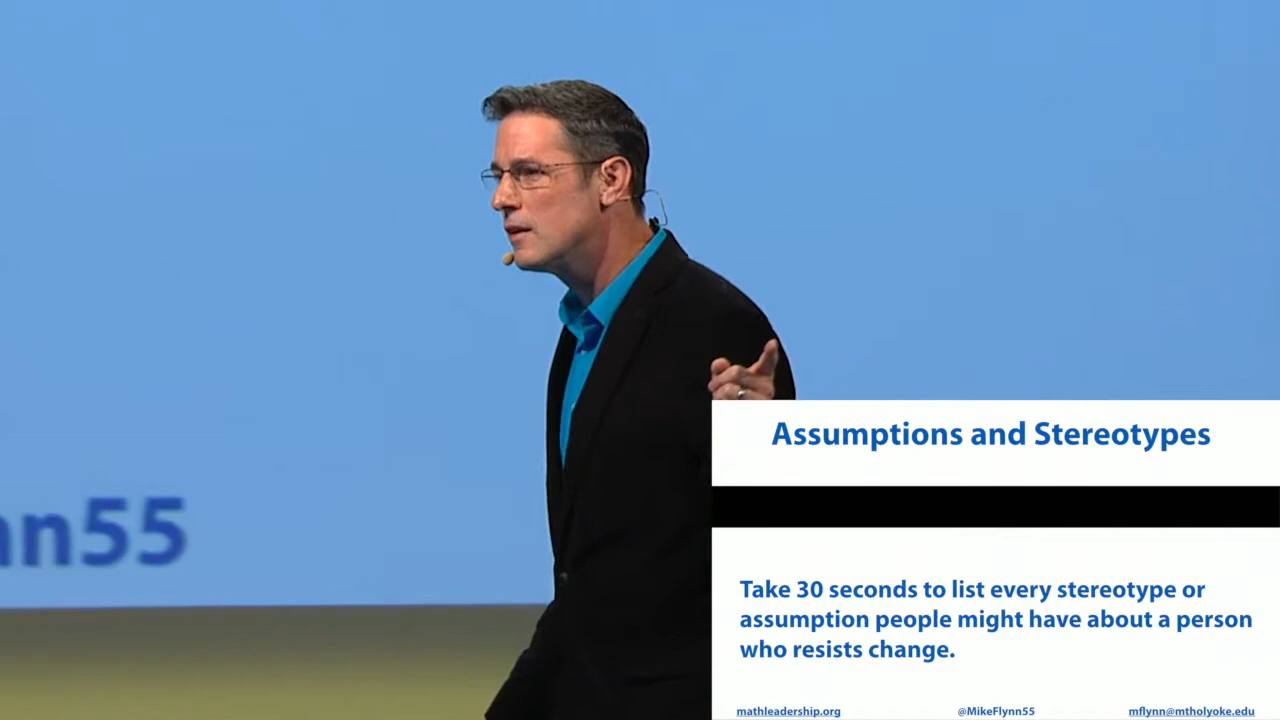 nn55
Assumptions and Stereotypes
Take 30 seconds to list every stereotype or
assumption people might have about a person
who resists change.
mathleadership.org @MikeFlynn55 mflynn@mtholyoke.edu